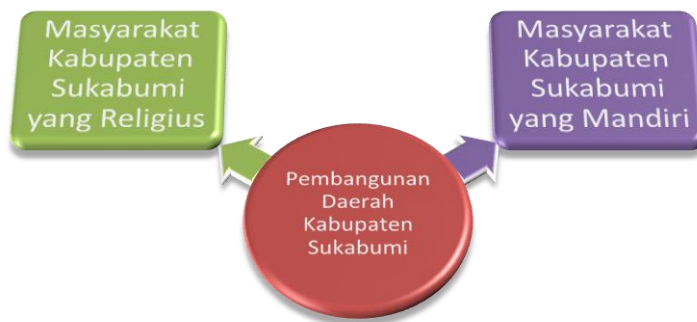 Masyarakat
Kabupaten
Sukabumi
yang Religius
Masyarakat
Kabupaten
Sukabumi
yang Mandiri
Pembangunan
Daerah
Kabupaten
Sukabumi